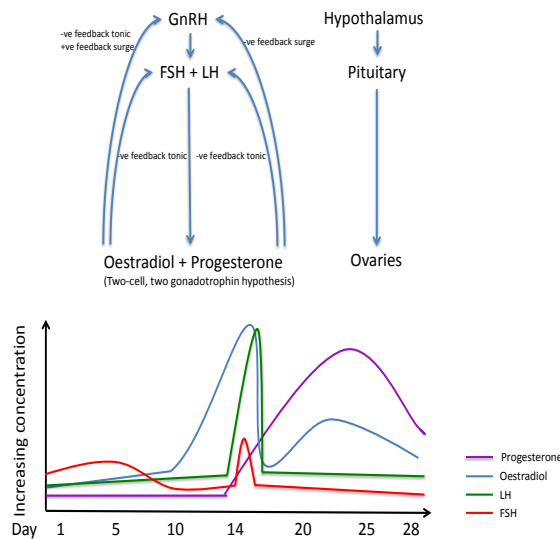 GnRH
Hypothalamus
-ve feedback tonic
+ve feedback surge
-ve feedback surge
FSH + LH
Pituitary
-ve feedback tonic
-ve feedback tonic
Oestradiol + Progesterone
Ovaries
(Two-cell, two gonadotrophin hypothesis)
Increasing concentration
Progesterone
Oestradiol
LH
FSH
Day 1 5 10 14 20 25 28